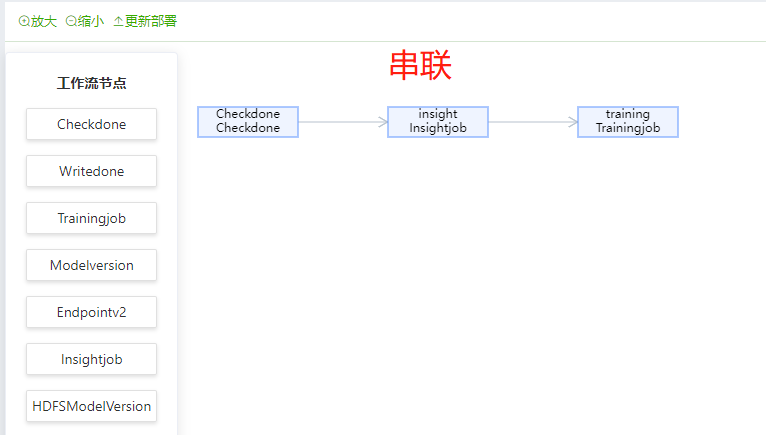 放大 缩小 更新部署
串联
工作流节点
Checkdone
Writedone
Trainingjob
Modelversion
Endpointv2
Insightjob
HDFSModelVersion
Checkdone
Checkdone
insight
Insightjob
training
Trainingjob